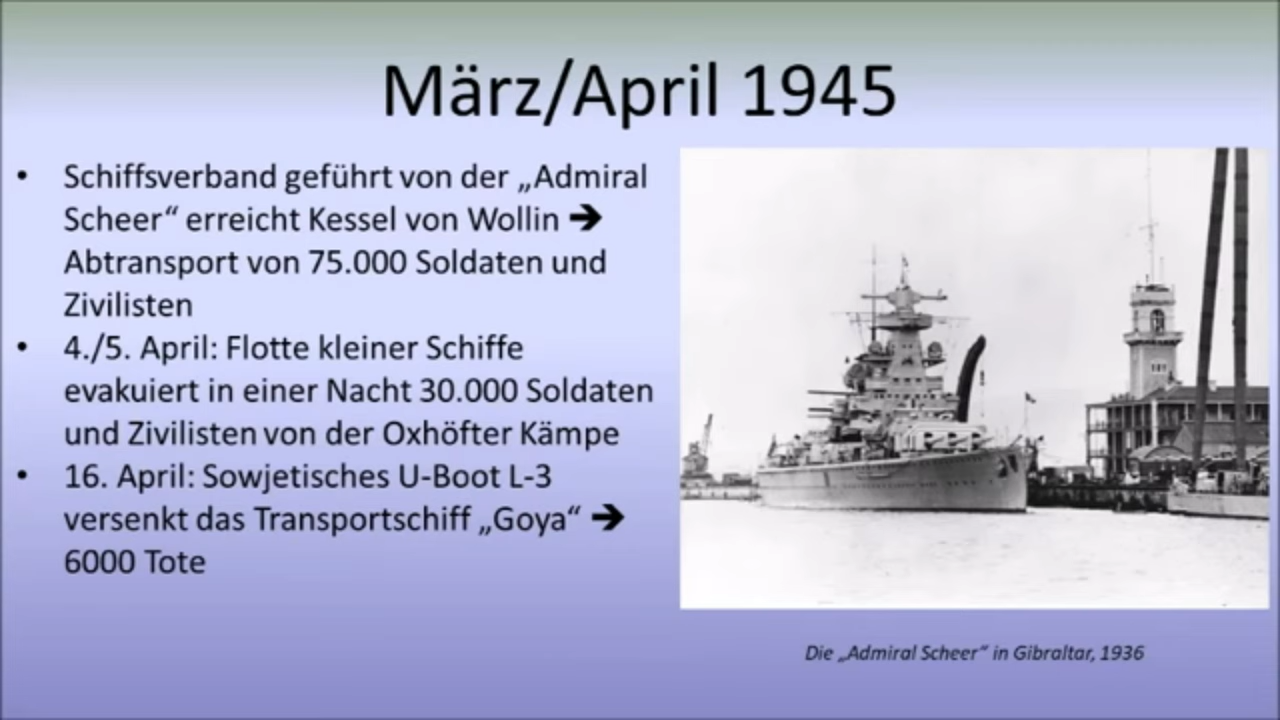 März/April 1945
• Schiffsverband geführt von der „Admiral
Scheer“ erreicht Kessel von Wollin ➔
Abtransport von 75.000 Soldaten und
Zivilisten
• 4./5. April: Flotte kleiner Schiffe
evakuiert in einer Nacht 30.000 Soldaten
und Zivilisten von der Oxhöfter Kämpe
• 16. April: Sowjetisches U-Boot L-3
versenkt das Transportschiff „Goya“ ➔
6000 Tote
Die „Admiral Scheer“ in Gibraltar, 1936